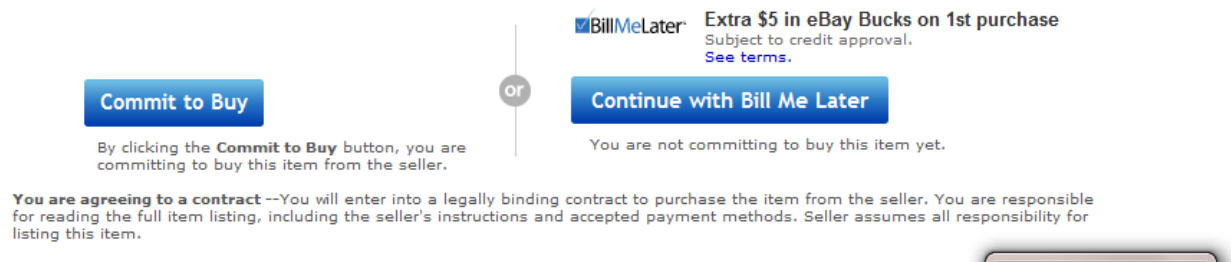 BillMeLater
Extra $5 in eBay Bucks on 1st purchase
Subject to credit approval.
See terms.
Commit to Buy
or
Continue with Bill Me Later
By clicking the Commit to Buy button, you are
committing to buy this item from the seller.
You are not committing to buy this item yet.
You are agreeing to a contract --You will enter into a legally binding contract to purchase the item from the seller. You are responsible
for reading the full item listing, including the seller's instructions and accepted payment methods. Seller assumes all responsibility for
listing this item.